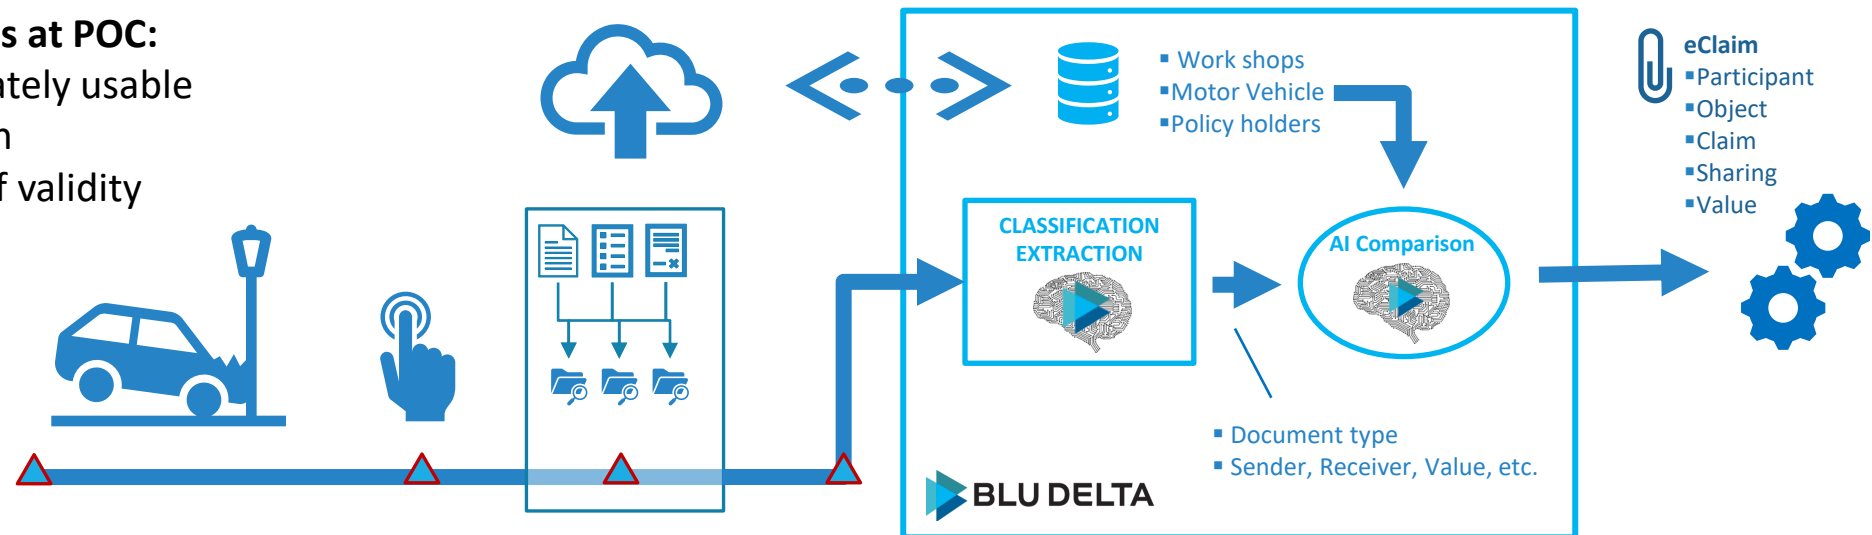 s at POC:
ately usable
f validity
▪ Work shops
▪Motor Vehicle
▪Policy holders
eClaim
▪Participant
▪Object
▪Claim
▪Sharing
▪Value
CLASSIFICATION
EXTRACTION
AI Comparison
▪ Document type
▪ Sender, Receiver, Value, etc.
BLU DELTA